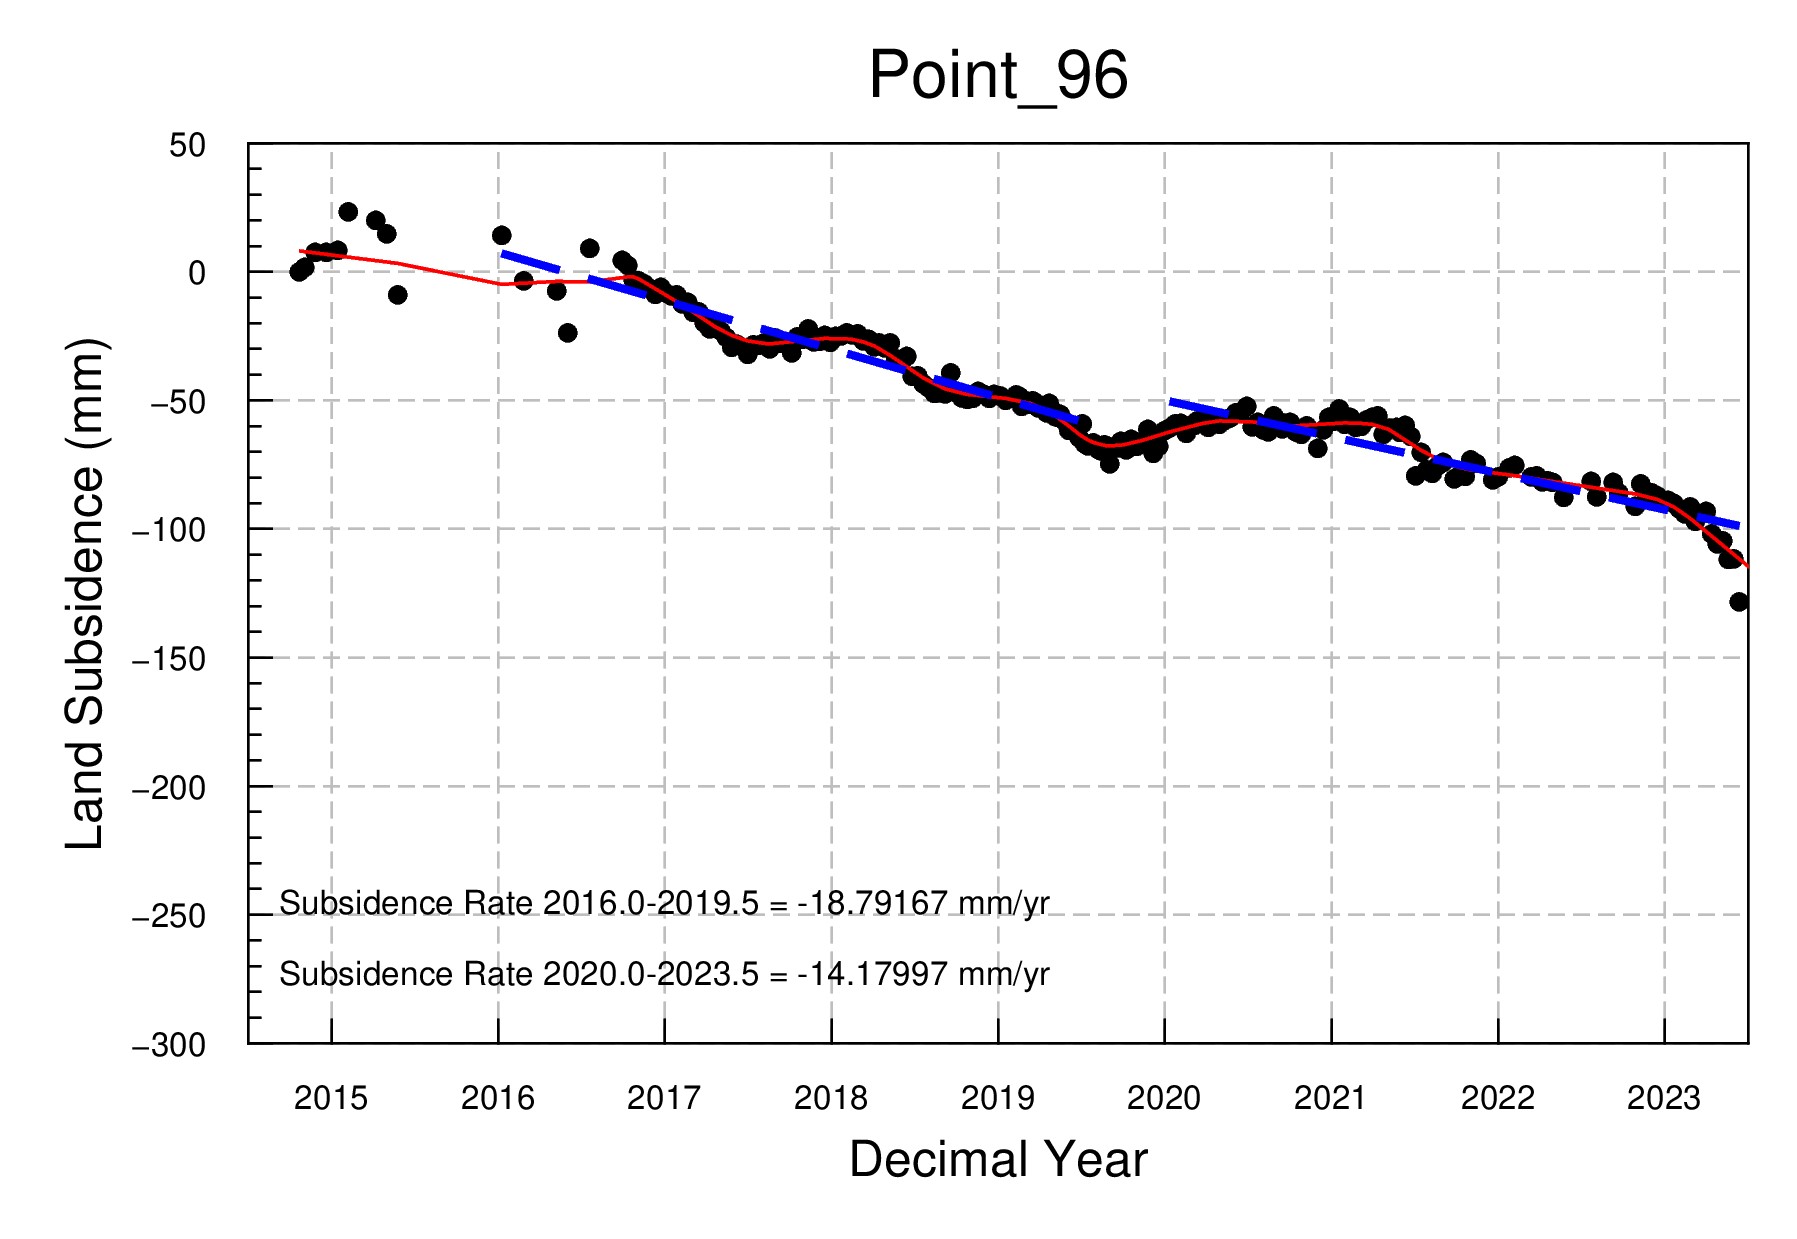 Point_96
50
0
−50
−100
−150
−200
−250
−300
Land Subsidence (mm)
Subsidence Rate 2016.0-2019.5 = -18.79167 mm/yr
Subsidence Rate 2020.0-2023.5 = -14.17997 mm/yr
2015 2016 2017 2018 2019 2020 2021 2022 2023
Decimal Year